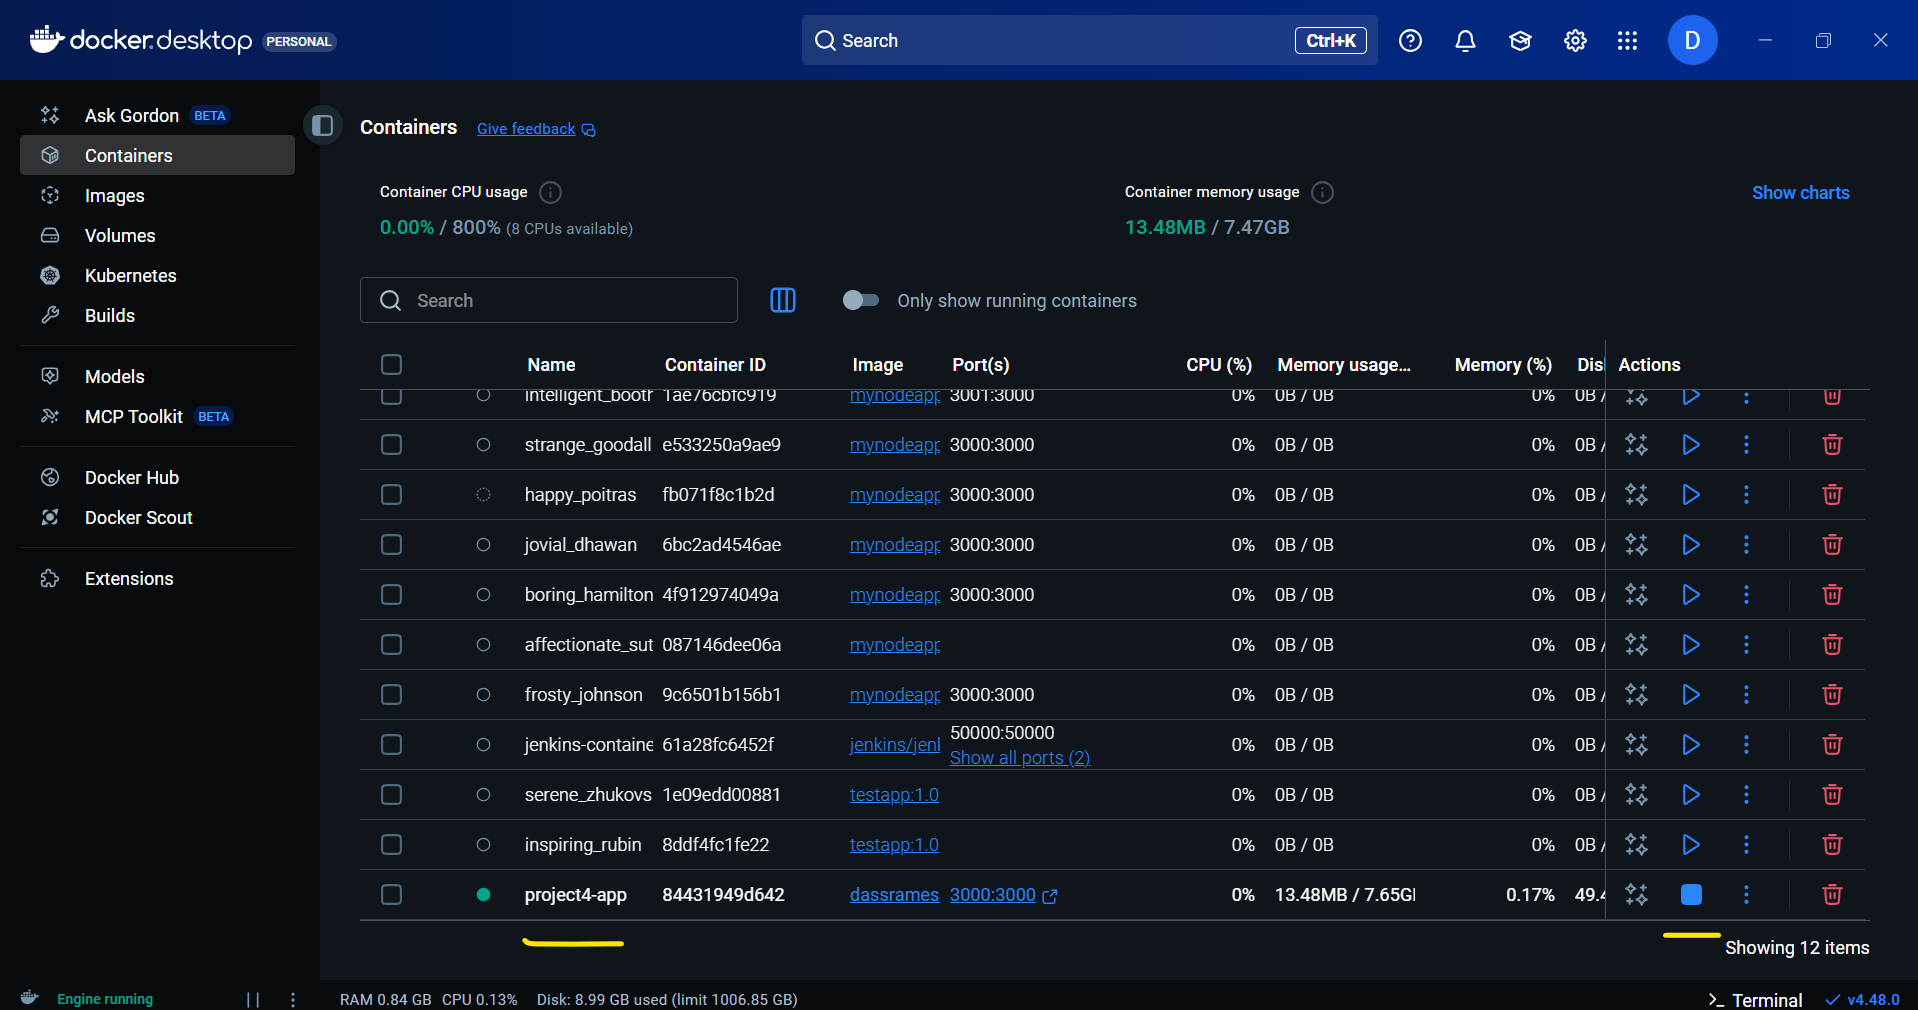 docker.desktop PERSONAL
Search Ctrl+K
D
Ask Gordon BETA
Containers
Images
Volumes
Kubernetes
Builds
Models
MCP Toolkit BETA
Docker Hub
Docker Scout
Extensions
Containers Give feedback
Container CPU usage
0.00% / 800% (8 CPUs available)
Container memory usage
13.48MB / 7.47GB
Show charts
Search
Only show running containers
Name Container ID Image Port(s) CPU (%) Memory usage... Memory (%) Dis Actions
intelligent_booth 1ae76cbfc919 mynodeapp 3001:3000 0% 0B / 0B 0% 0B /
strange_goodall e533250a9ae9 mynodeapp 3000:3000 0% 0B / 0B 0% 0B /
happy_poitras fb071f8c1b2d mynodeapp 3000:3000 0% 0B / 0B 0% 0B /
jovial_dhawan 6bc2ad4546ae mynodeapp 3000:3000 0% 0B / 0B 0% 0B /
boring_hamilton 4f912974049a mynodeapp 3000:3000 0% 0B / 0B 0% 0B /
affectionate_sut 087146dee06a mynodeapp 0% 0B / 0B 0% 0B /
frosty_johnson 9c6501b156b1 mynodeapp 3000:3000 0% 0B / 0B 0% 0B /
jenkins-containe 61a28fc6452f jenkins/jenk 50000:50000 0% 0B / 0B 0% 0B /
Show all ports (2)
serene_zhukovs 1e09edd00881 testapp:1.0 0% 0B / 0B 0% 0B /
inspiring_rubin 8ddf4fc1fe22 testapp:1.0 0% 0B / 0B 0% 0B /
project4-app 84431949d642 dassrames 3000:3000 0% 13.48MB / 7.65GB 0.17% 49.4
Showing 12 items
Engine running
RAM 0.84 GB CPU 0.13% Disk: 8.99 GB used (limit 1006.85 GB)
>_ Terminal
v4.48.0